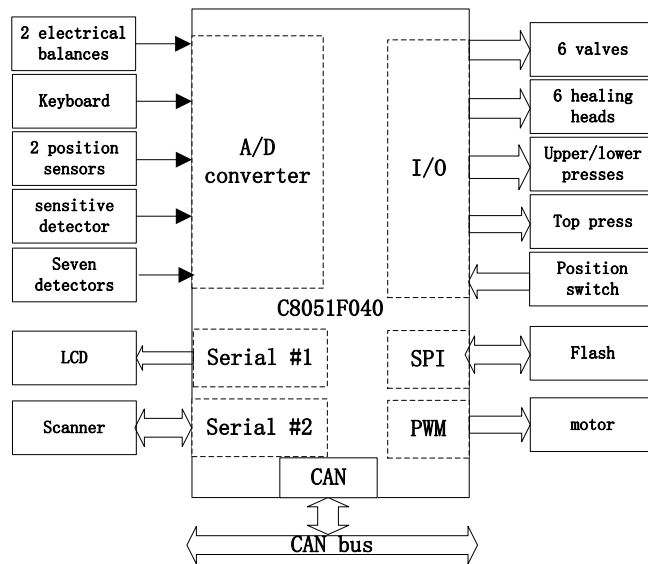 2 electrical
balances
Keyboard
2 position
sensors
sensitive
detector
Seven
detectors
LCD
Scanner
A/D
converter
I/O
C8051F040
Serial #1
SPI
Serial #2
PWM
CAN
CAN bus
6 valves
6 healing
heads
Upper/lower
presses
Top press
Position
switch
Flash
motor